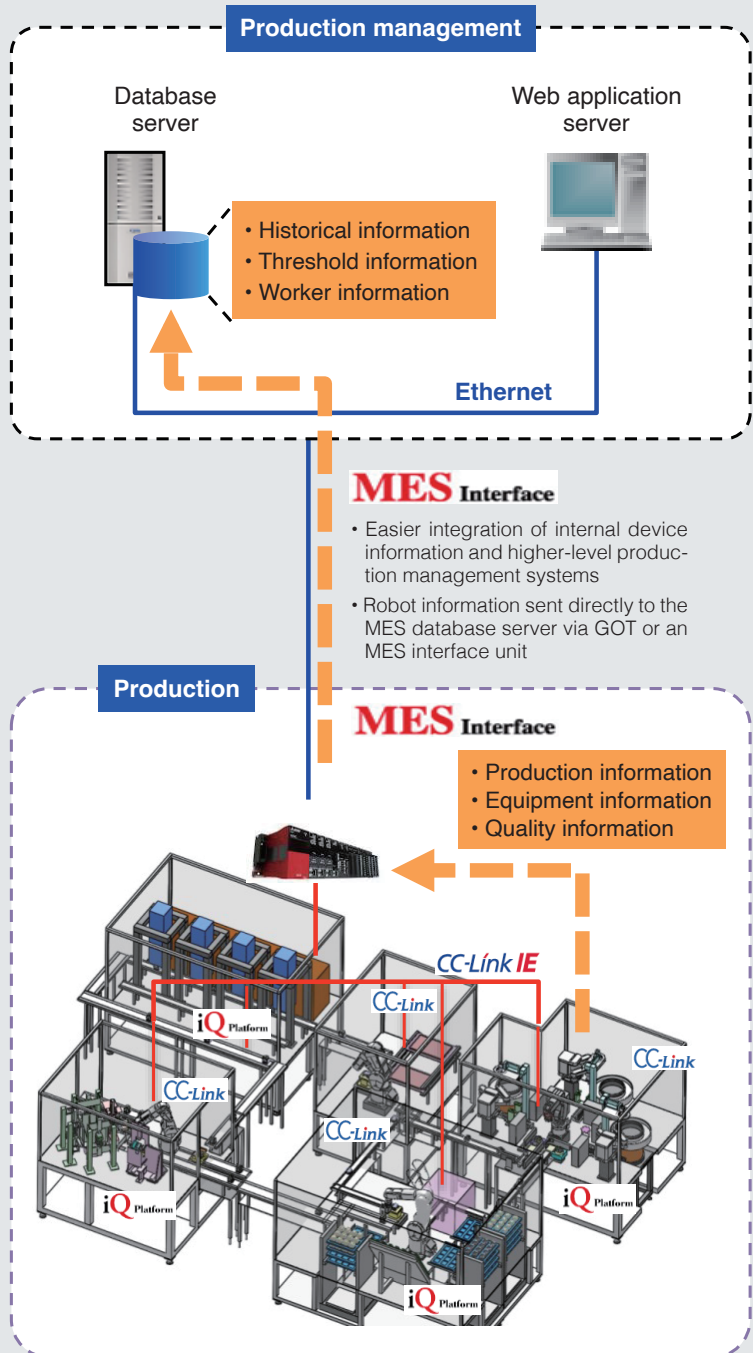 Production management
Database
server
Web application
server
• Historical information
• Threshold information
• Worker information
Ethernet
MES Interface
• Easier integration of internal device
information and higher-level produc-
tion management systems
• Robot information sent directly to the
MES database server via GOT or an
MES interface unit
Production
MES Interface
• Production information
• Equipment information
• Quality information
CC-Link IE
CC-Link
iQ Platform
CC-Link
CC-Link
CC-Link
iQ Platform
iQ Platform
iQ Platform